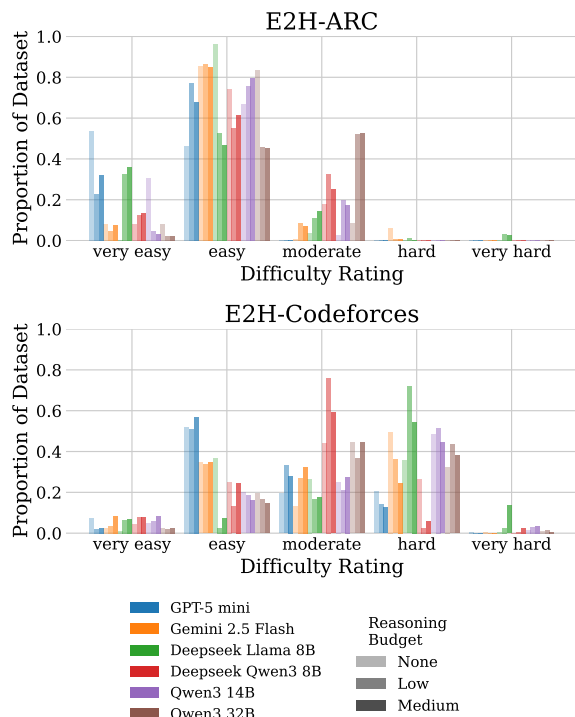 E2H-ARC
1.0
0.8
0.6
0.4
0.2
0.0
Proportion of Dataset
very easy easy moderate hard very hard
Difficulty Rating
E2H-Codeforces
1.0
0.8
0.6
0.4
0.2
0.0
Proportion of Dataset
very easy easy moderate hard very hard
Difficulty Rating
GPT-5 mini
Gemini 2.5 Flash
Deepseek Llama 8B
Deepseek Qwen3 8B
Qwen3 14B
Qwen3 32B
Reasoning
Budget
None
Low
Medium